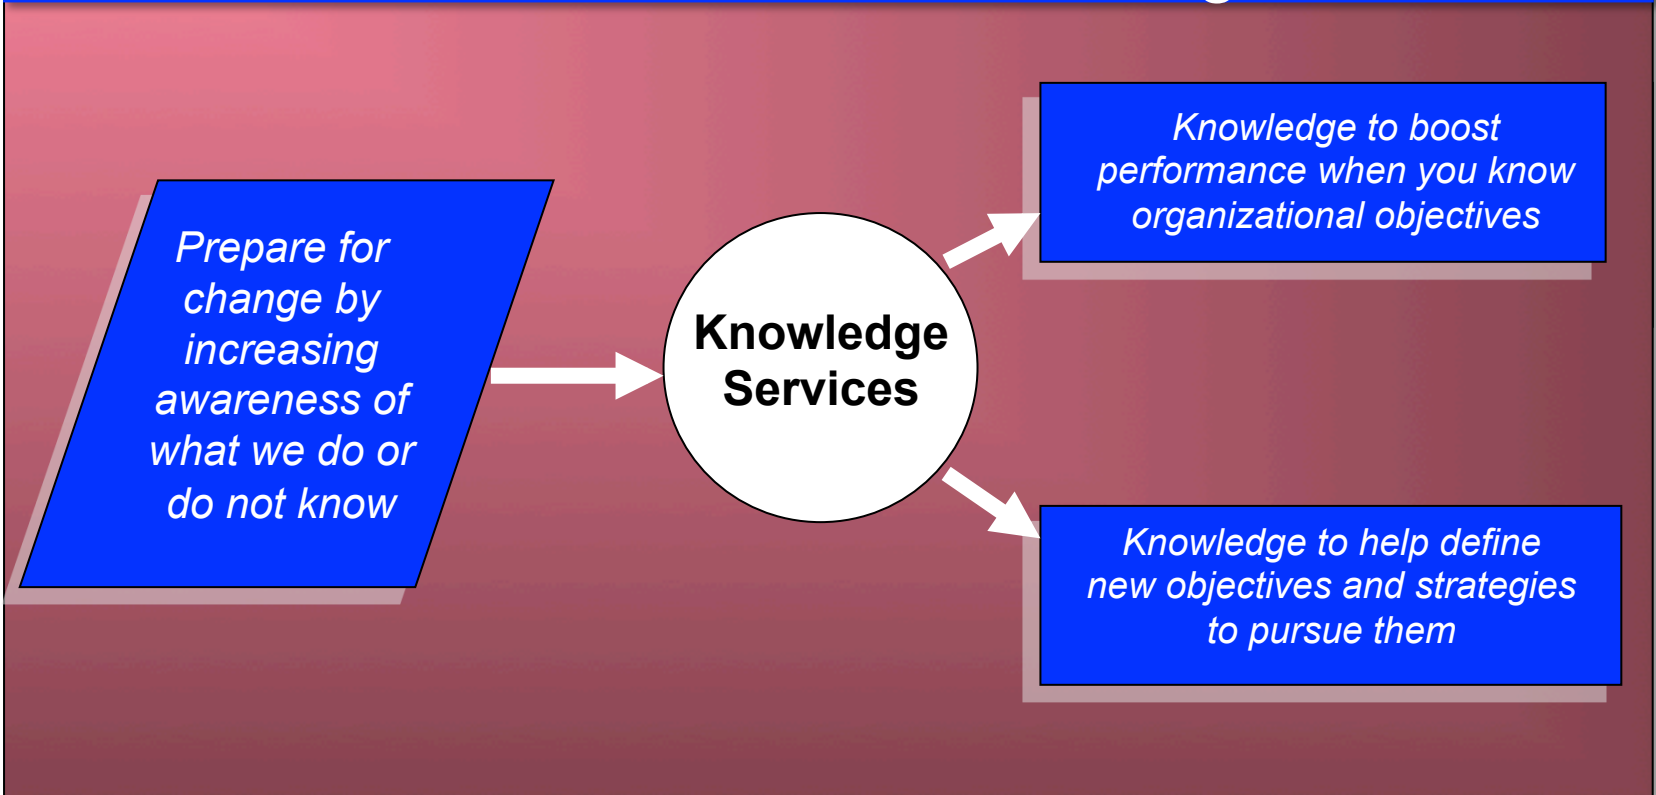 Prepare for
change by
increasing
awareness of
what we do or
do not know
Knowledge
Services
Knowledge to boost
performance when you know
organizational objectives
Knowledge to help define
new objectives and strategies
to pursue them